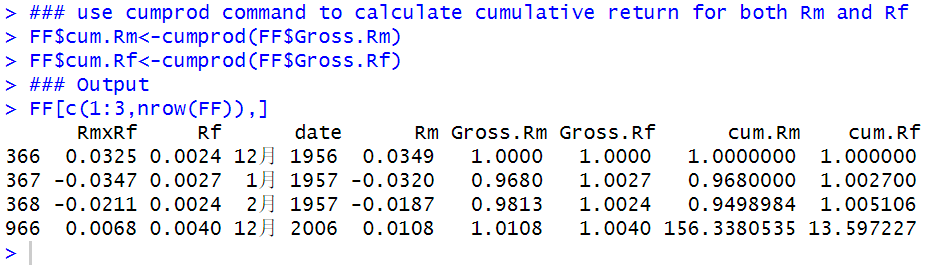 > ### use cumprod command to calculate cumulative return for both Rm and Rf
> FF$cum.Rm<-cumprod(FF$Gross.Rm)
> FF$cum.Rf<-cumprod(FF$Gross.Rf)
> ### Output
> FF[c(1:3,nrow(FF)),]
RmxRf Rf date Rm Gross.Rm Gross.Rf cum.Rm cum.Rf
366 0.0325 0.0024 12月 1956 0.0349 1.0000 1.0000 1.0000000 1.000000
367 -0.0347 0.0027 1月 1957 -0.0320 0.9680 1.0027 0.9680000 1.002700
368 -0.0211 0.0024 2月 1957 -0.0187 0.9813 1.0024 0.9498984 1.005106
966 0.0068 0.0040 12月 2006 0.0108 1.0108 1.0040 156.3380535 13.597227
>